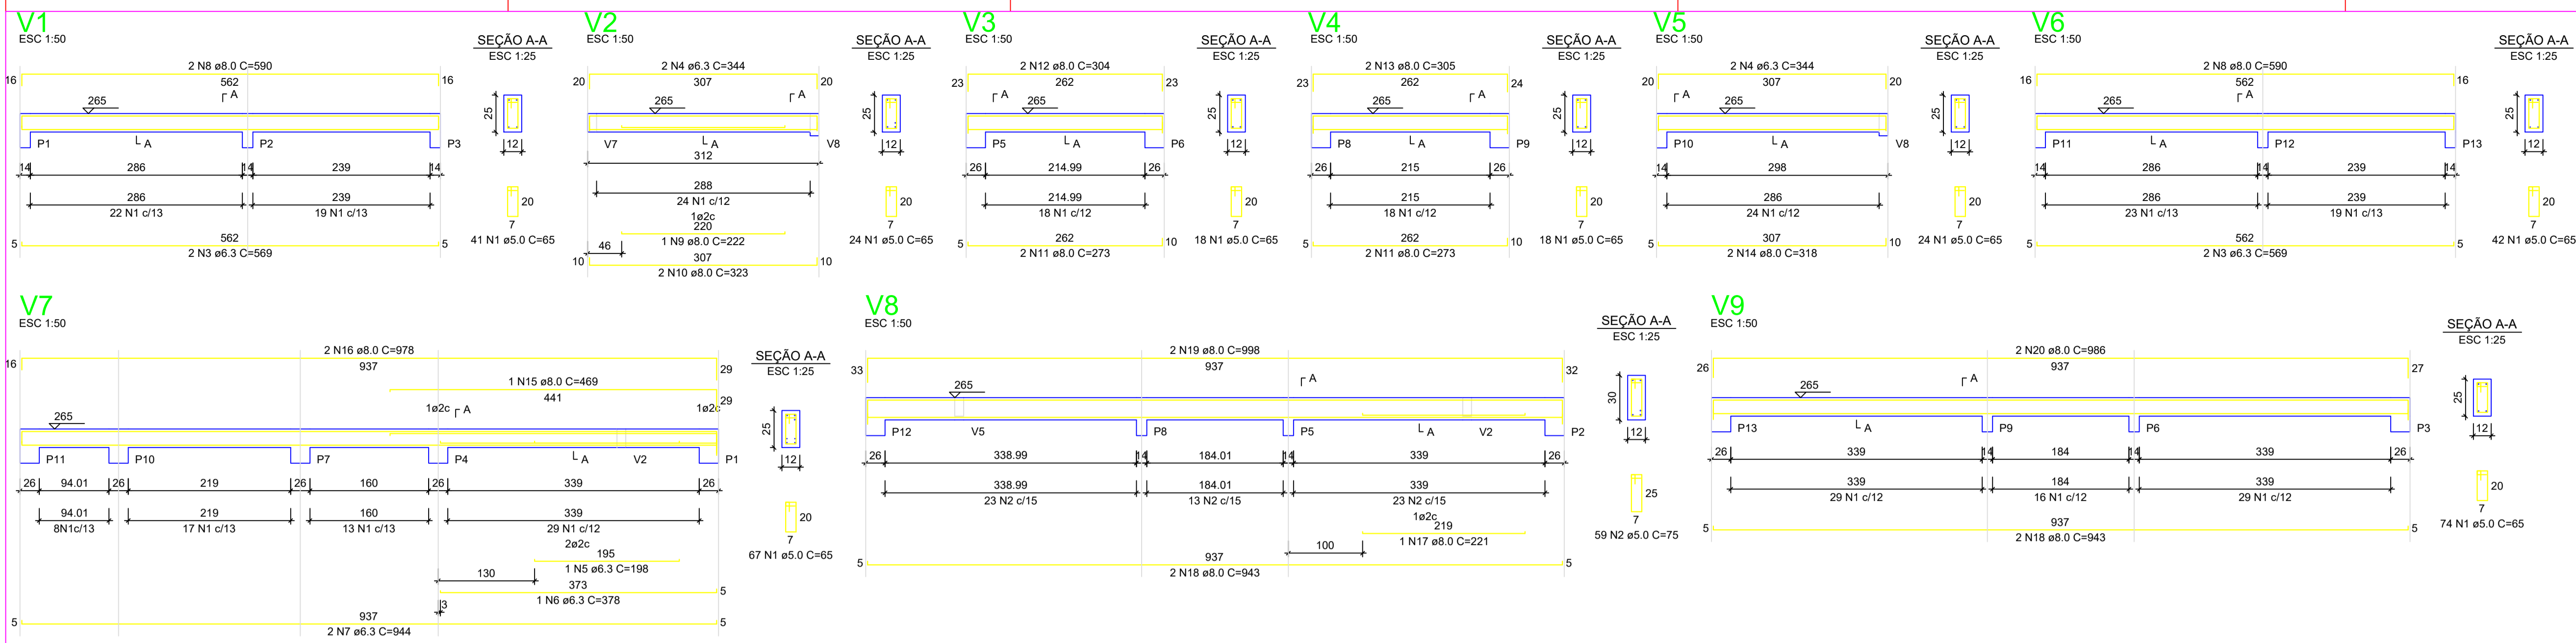 V1
ESC 1:50
SEÇÃO A-A
ESC 1:25
2 N8 ø8.0 C=590
16 562 16
A
265
25
P1 A P2 P3
12
14 286 14 239 14
286 239
22 N1 c/13 19 N1 c/13
20
7
41 N1 ø5.0 C=65
5 562 5
2 N3 ø6.3 C=569
V2
ESC 1:50
SEÇÃO A-A
ESC 1:25
2 N4 ø6.3 C=344
20 307 20
A
265
25
V7 A V8
12
312
288
24 N1 c/12
1ø2c
220
1 N9 ø8.0 C=222
46
20
7
24 N1 ø5.0 C=65
10 307 10
2 N10 ø8.0 C=323
V3
ESC 1:50
SEÇÃO A-A
ESC 1:25
2 N12 ø8.0 C=304
23 262 23
A
265
25
P5 A P6
12
26 214.99 26
214.99
18 N1 c/12
20
7
18 N1 ø5.0 C=65
5 262 10
2 N11 ø8.0 C=273
V4
ESC 1:50
SEÇÃO A-A
ESC 1:25
2 N13 ø8.0 C=305
23 262 24
A
265
25
P8 A P9
12
26 215 26
215
18 N1 c/12
20
7
18 N1 ø5.0 C=65
5 262 10
2 N11 ø8.0 C=273
V5
ESC 1:50
SEÇÃO A-A
ESC 1:25
2 N4 ø6.3 C=344
20 307 20
A
265
25
P10 A V8
12
14 298
286
24 N1 c/12
20
7
24 N1 ø5.0 C=65
5 307 10
2 N14 ø8.0 C=318
V6
ESC 1:50
SEÇÃO A-A
ESC 1:25
2 N8 ø8.0 C=590
16 562 16
A
265
25
P11 A P12 P13
12
14 286 14 239 14
286 239
23 N1 c/13 19 N1 c/13
20
7
42 N1 ø5.0 C=65
5 562 5
2 N3 ø6.3 C=569
V7
ESC 1:50
SEÇÃO A-A
ESC 1:25
2 N16 ø8.0 C=978
16 937 29
1 N15 ø8.0 C=469
441 29
1ø2c A 1ø2c
265
25
P11 P10 P7 P4 A V2 P1
12
26 94.01 26 219 26 160 26 339 26
94.01 219 160 339
8N1c/13 17 N1 c/13 13 N1 c/13 29 N1 c/12
20
7
67 N1 ø5.0 C=65
2ø2c
195
1 N5 ø6.3 C=198
130
373 5
1 N6 ø6.3 C=378
3
5 937 5
2 N7 ø6.3 C=944
V8
ESC 1:50
SEÇÃO A-A
ESC 1:25
2 N19 ø8.0 C=998
33 937 32
A
265
30
P12 V5 P8 P5 A V2 P2
12
26 338.99 14 184.01 14 339 26
338.99 184.01 339
23 N2 c/15 13 N2 c/15 23 N2 c/15
25
7
59 N2 ø5.0 C=75
1ø2c
219
1 N17 ø8.0 C=221
100
5 937 5
2 N18 ø8.0 C=943
V9
ESC 1:50
SEÇÃO A-A
ESC 1:25
2 N20 ø8.0 C=986
26 937 27
A
265
25
P13 A P9 P6 P3
12
26 339 14 184 14 339 26
339 184 339
29 N1 c/12 16 N1 c/12 29 N1 c/12
20
7
74 N1 ø5.0 C=65
5 937 5
2 N18 ø8.0 C=943